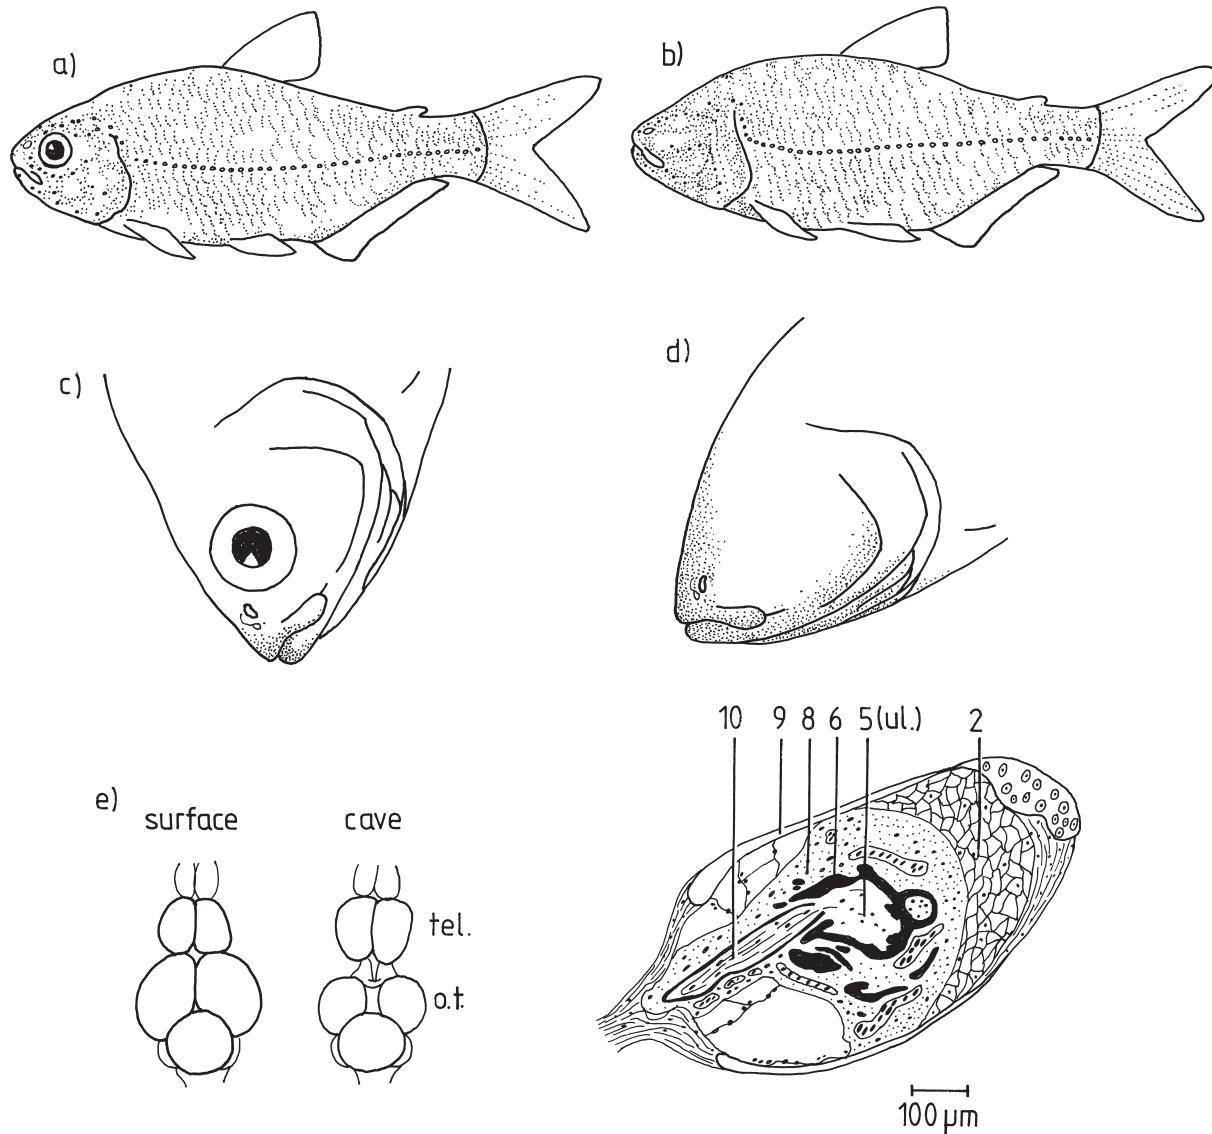 a)
b)
c)
d)
e)
surface cave
tel.
o.t.
10 9 8 6 5(ul.) 2
100 µm